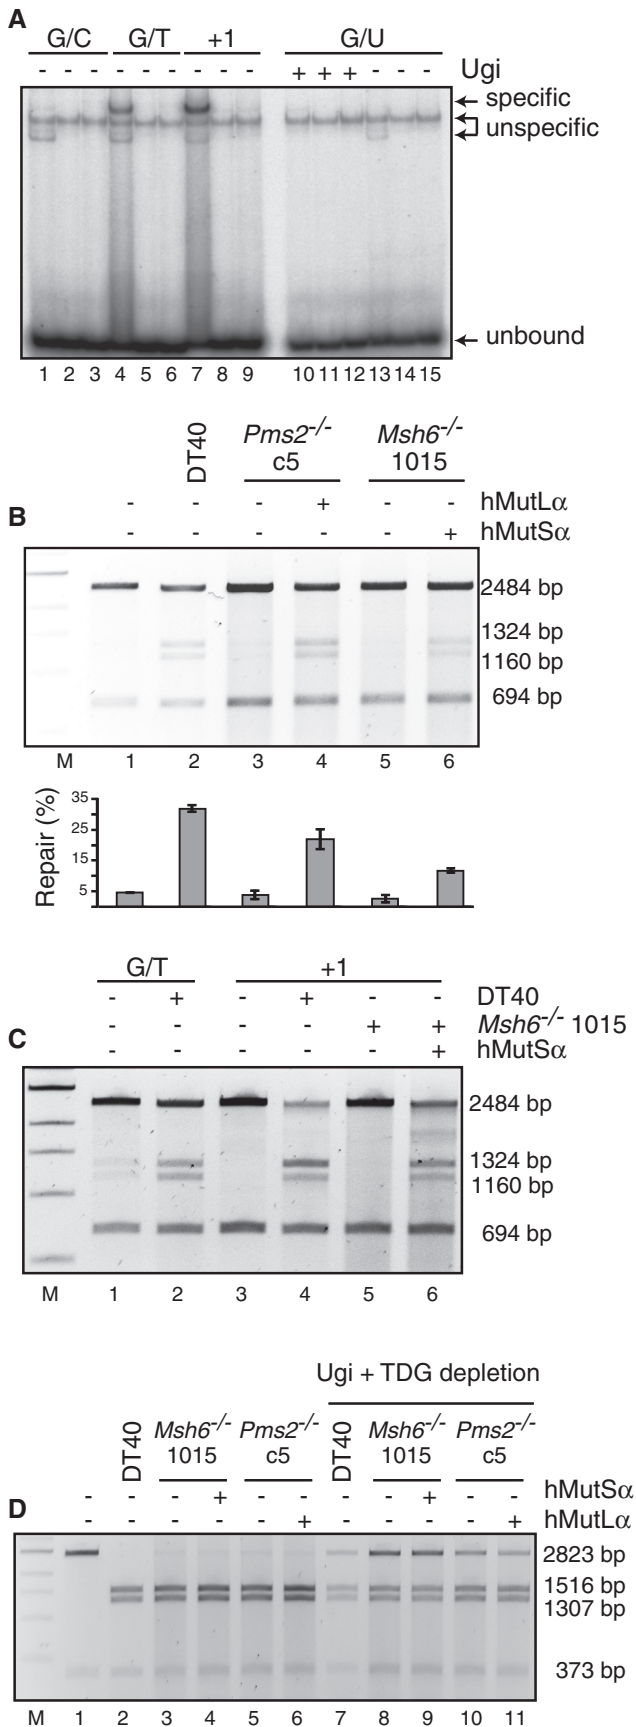 A
G/C G/T +1 G/U
- - - - - - - - - + + + - - - Ugi
specific
unspecific
unbound
1 2 3 4 5 6 7 8 9 10 11 12 13 14 15
B
DT40 Pms2-/- c5 Msh6-/- 1015
- - - + - - hMutLα
- - - - - + hMutSα
2484 bp
1324 bp
1160 bp
694 bp
M 1 2 3 4 5 6
Repair (%)
35
25
15
5
C
G/T +1
- + - + - - DT40
- - - - + + Msh6-/- 1015
- - - - - + hMutSα
2484 bp
1324 bp
1160 bp
694 bp
M 1 2 3 4 5 6
D
Ugi + TDG depletion
DT40 Msh6-/- 1015 Pms2-/- c5 DT40 Msh6-/- 1015 Pms2-/- c5
- - - + - - - - + - - hMutSα
- - - - - + - - - - + hMutLα
2823 bp
1516 bp
1307 bp
373 bp
M 1 2 3 4 5 6 7 8 9 10 11